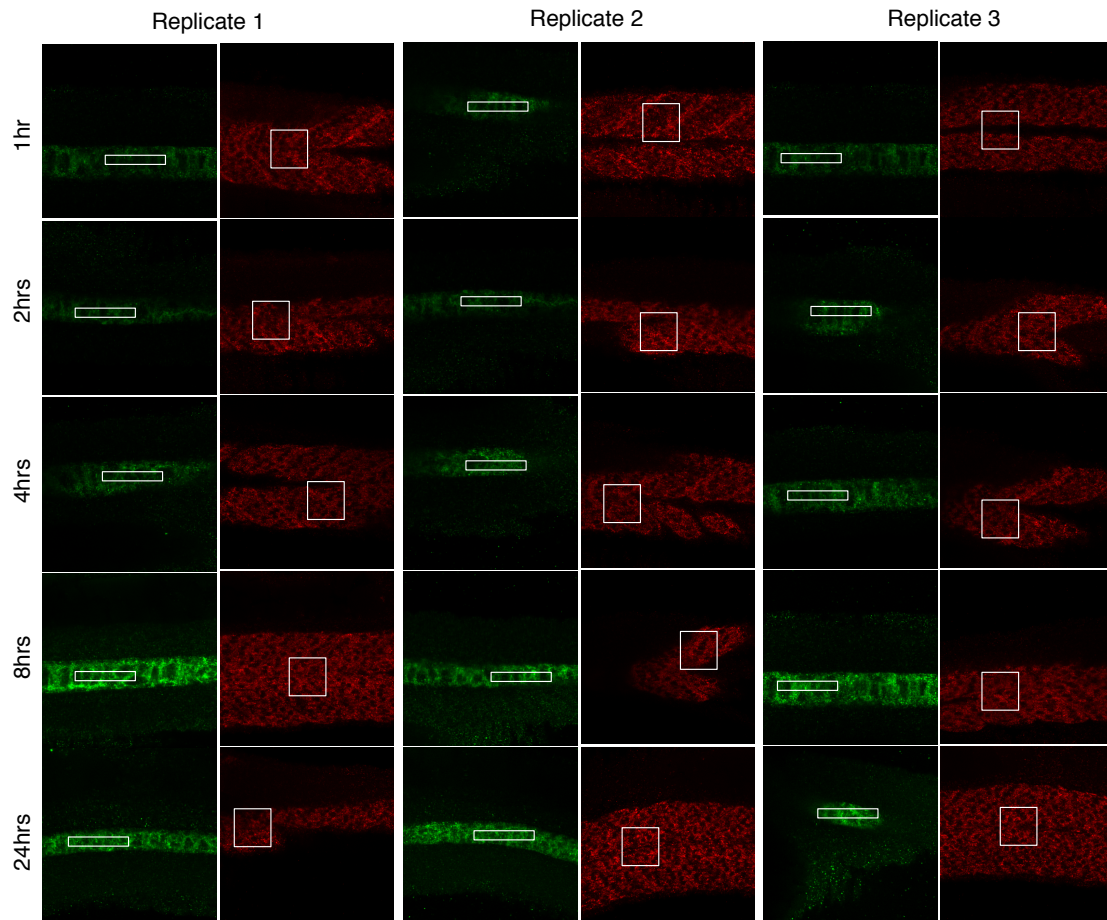 Replicate 1
Replicate 2
Replicate 3
1hr
2hrs
4hrs
8hrs
24hrs